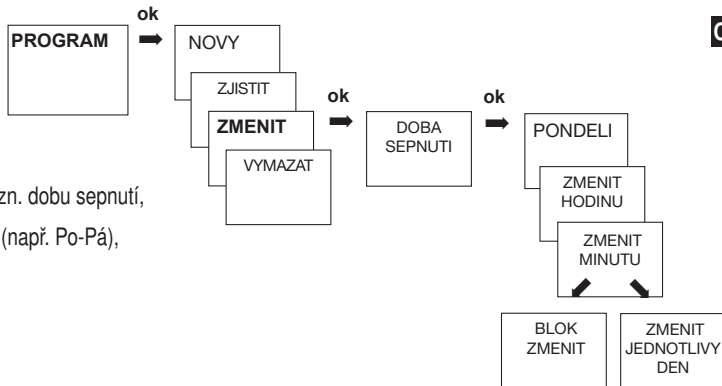 ok
PROGRAM
NOVY
ZJISTIT
ok
ok
ZMENIT
DOBA
SEPNUTI
PONDELI
VYMAZAT
ZMENIT
HODINU
zn. dobu sepnutí,
(např. Po-Pá),
ZMENIT
MINUTU
BLOK
ZMENIT
ZMENIT
JEDNOTLIVY
DEN